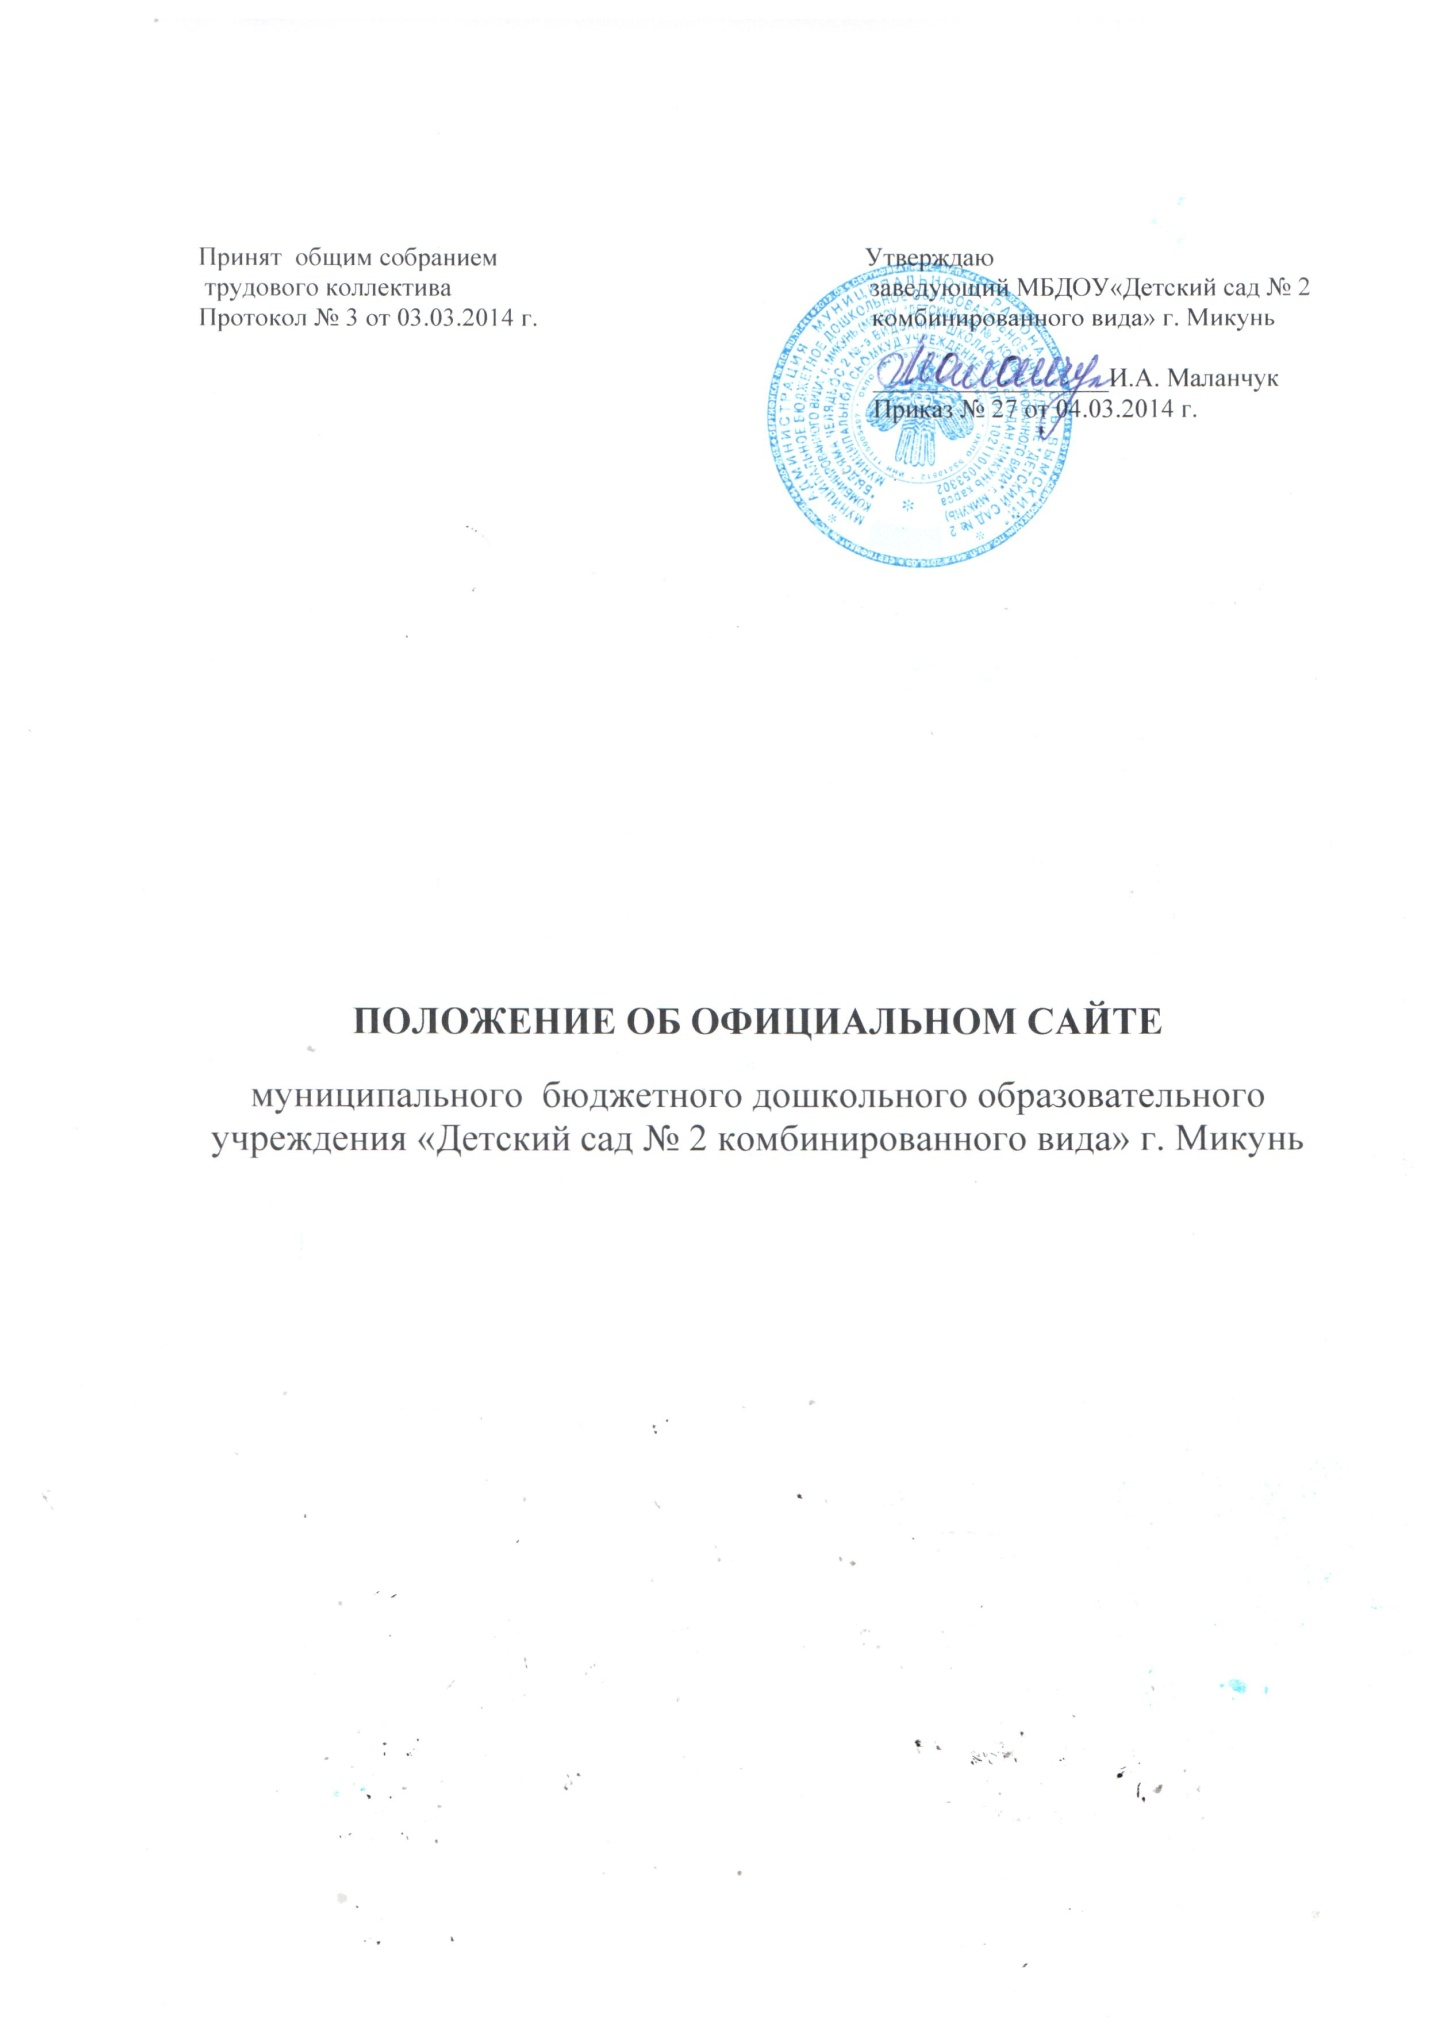 Принят общим собранием
трудового коллектива
Протокол № 3 от 03.03.2014 г.
Утверждаю
заведующий МБДОУ«Детский сад № 2
комбинированного вида» г. Микунь
И.А. Маланчук
Приказ № 27 от 04.03.2014 г.
ПОЛОЖЕНИЕ ОБ ОФИЦИАЛЬНОМ САЙТЕ
муниципального бюджетного дошкольного образовательного
учреждения «Детский сад № 2 комбинированного вида» г. Микунь